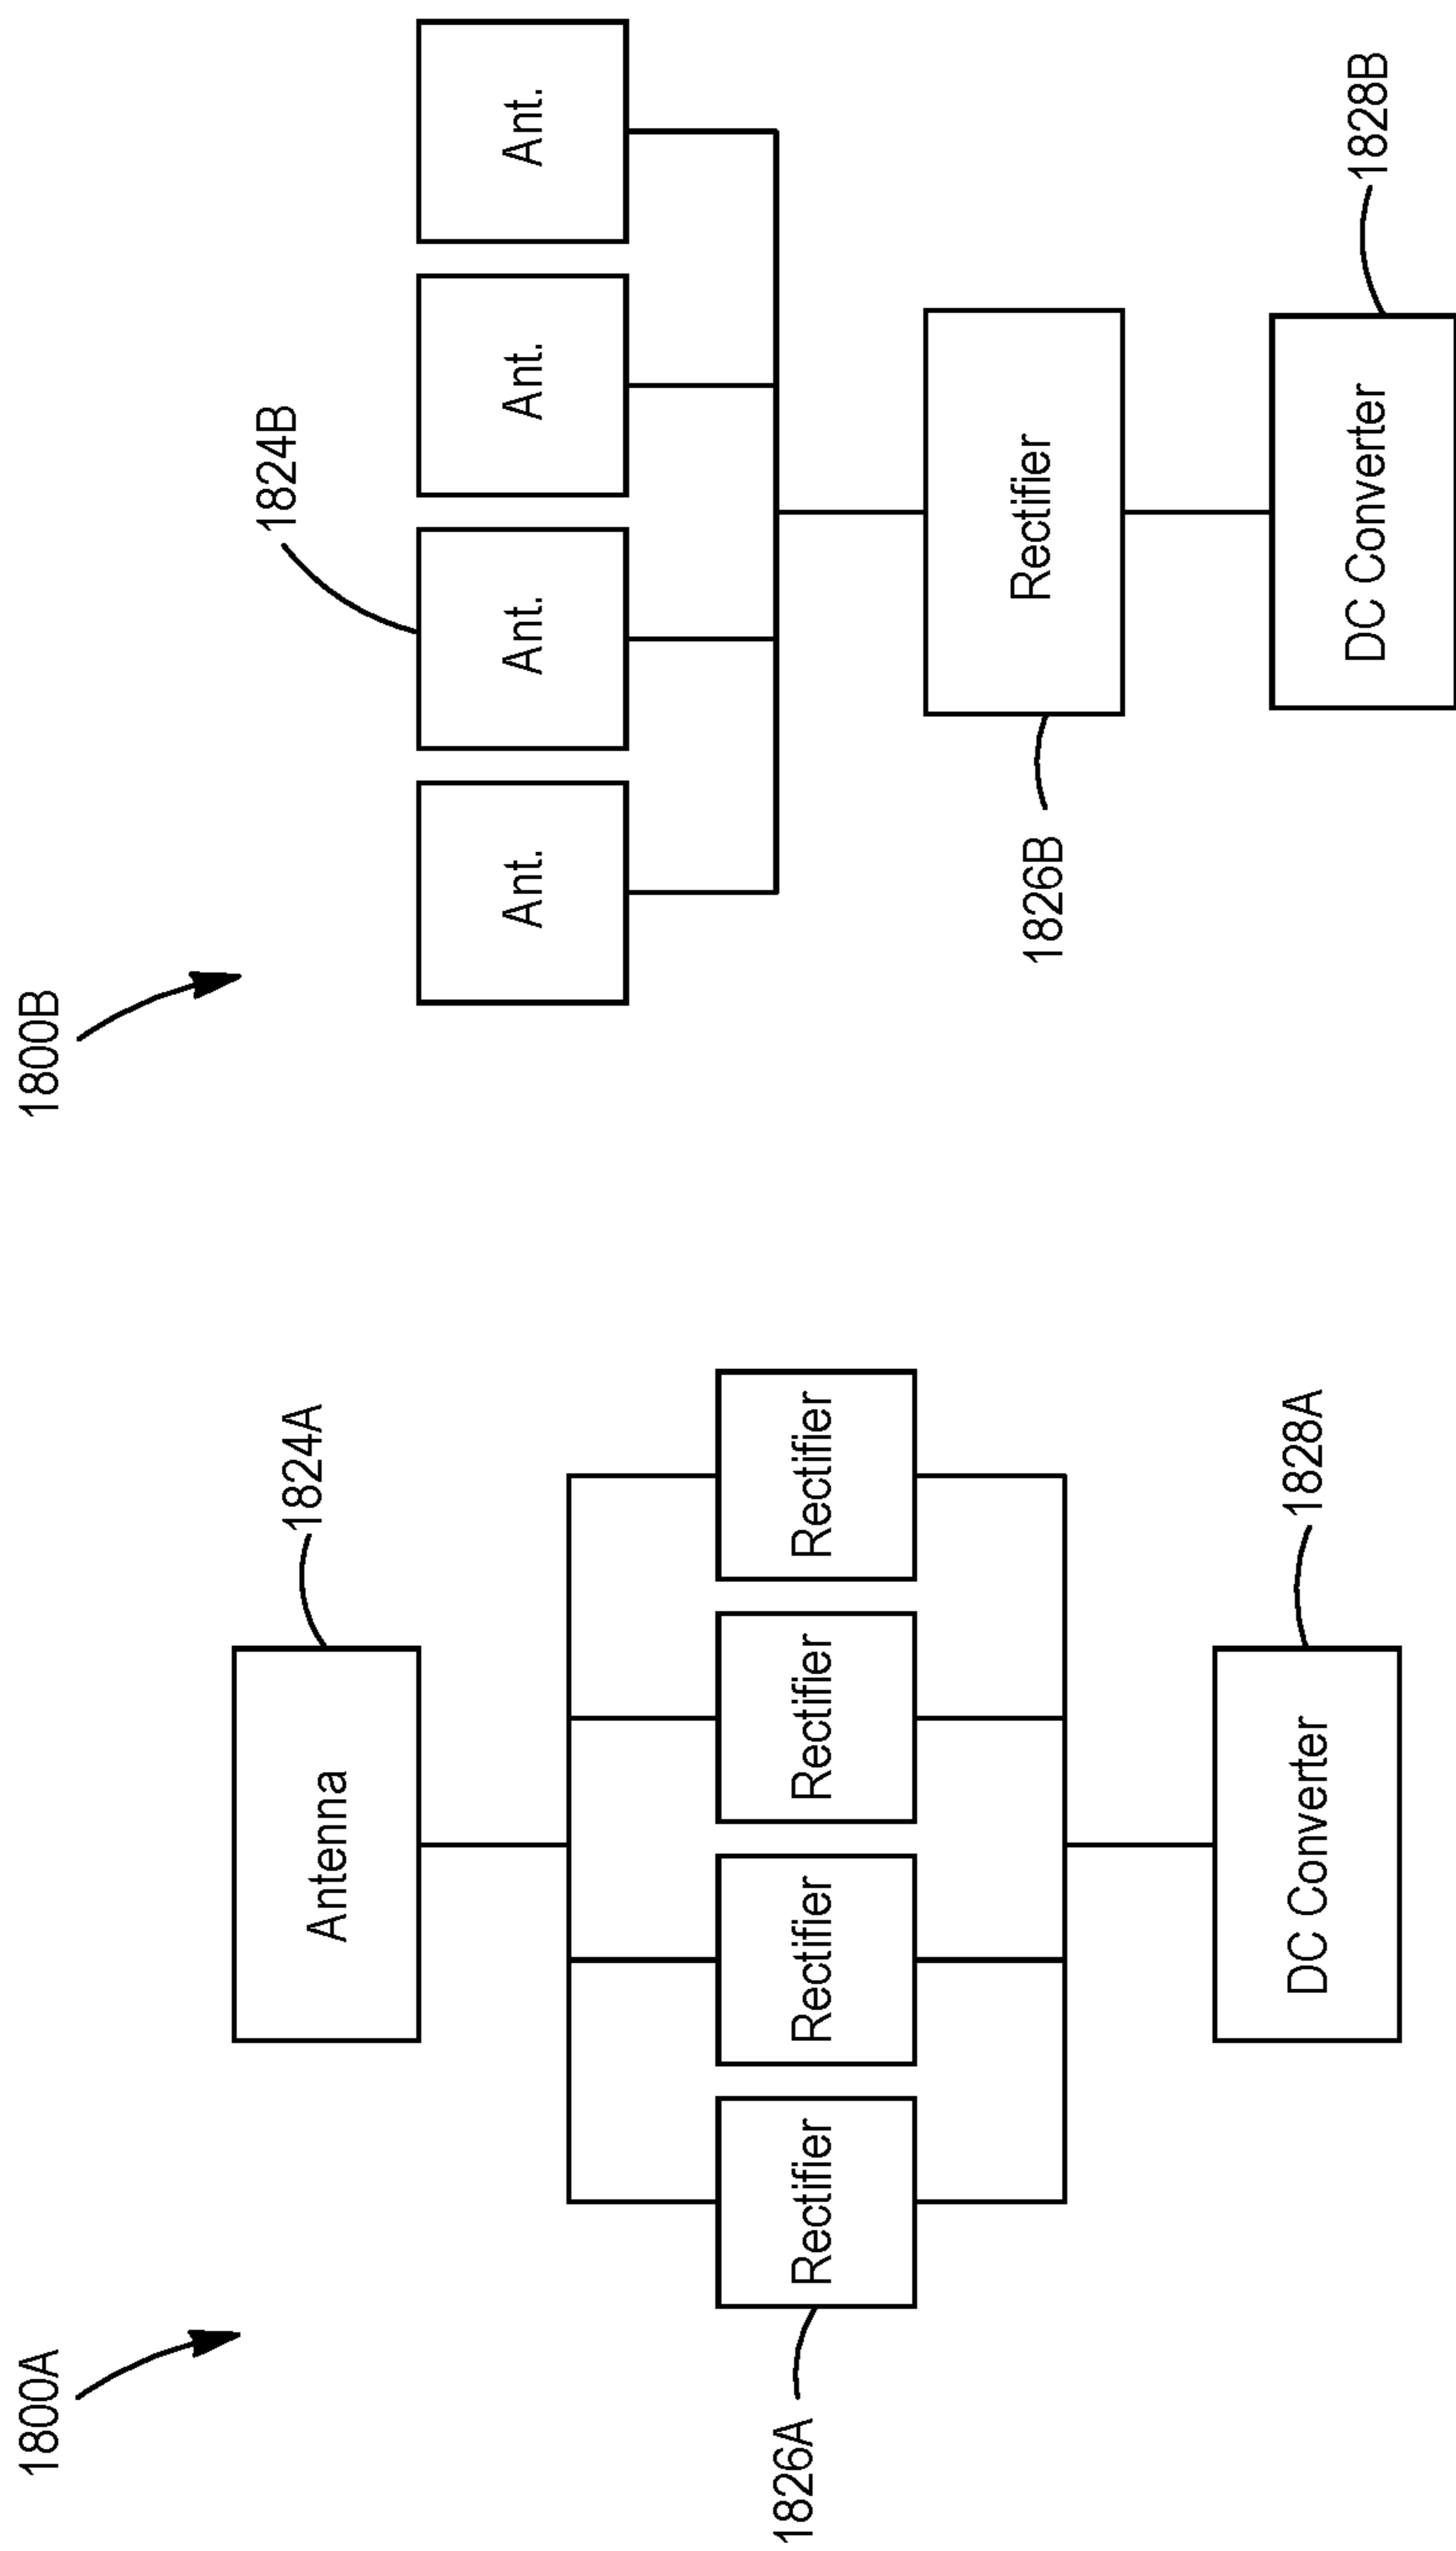 1800A
Antenna
1824A
Rectifier
Rectifier
Rectifier
Rectifier
1826A
DC Converter
1828A
1800B
1824B
Ant.
Ant.
Ant.
Ant.
Rectifier
1826B
DC Converter
1828B